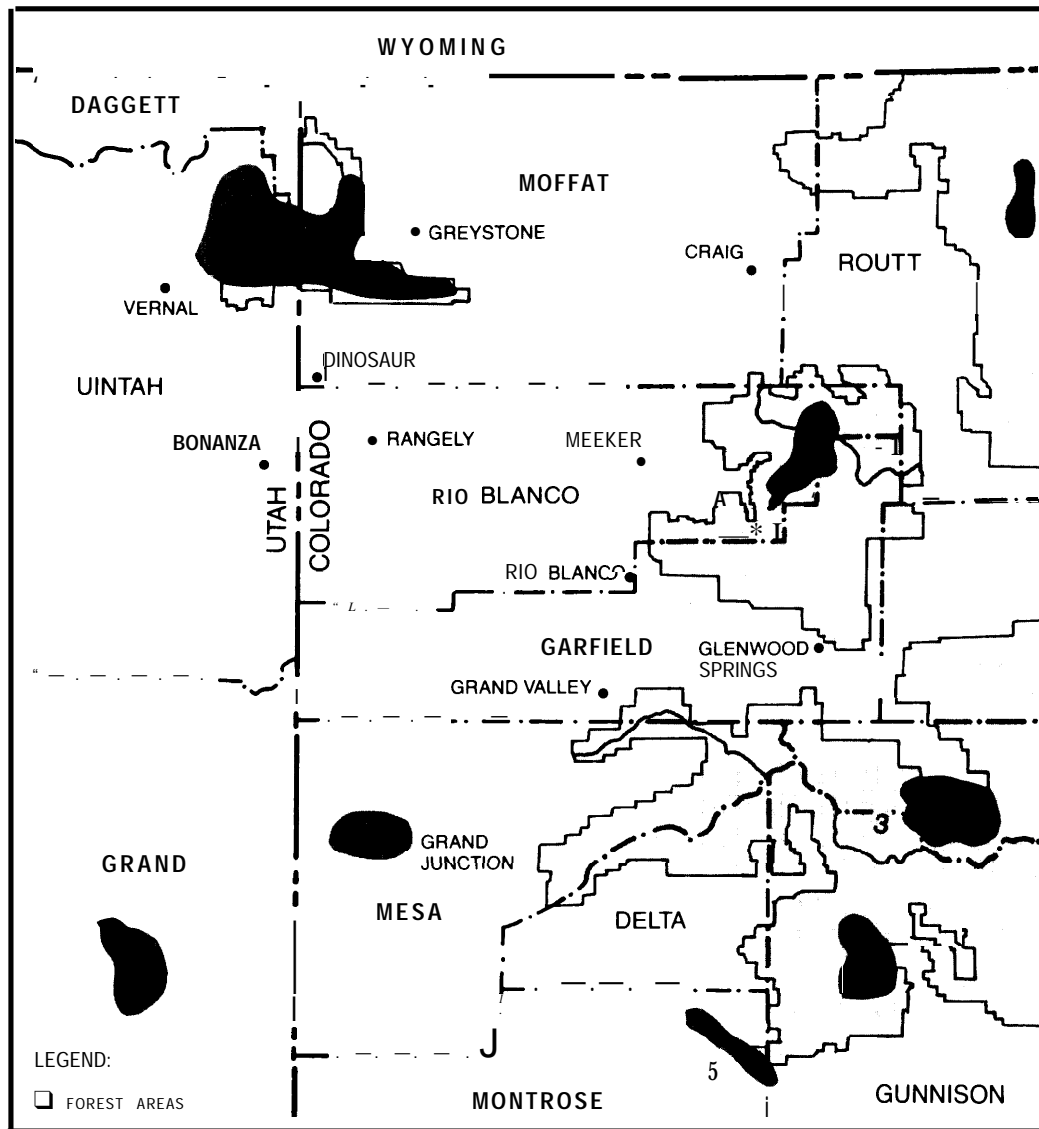 WYOMING
DAGGETT
MOFFAT
GREYSTONE
CRAIG
ROUTT
VERNAL
DINOSAUR
UINTAH
BONANZA
RANGELY
MEEKER
UTAH
COLORADO
RIO BLANCO
RIO BLANCO
GARFIELD
GLENWOOD
SPRINGS
GRAND VALLEY
3
GRAND
JUNCTION
GRAND
MESA
DELTA
LEGEND:
FOREST AREAS
5
MONTROSE
GUNNISON